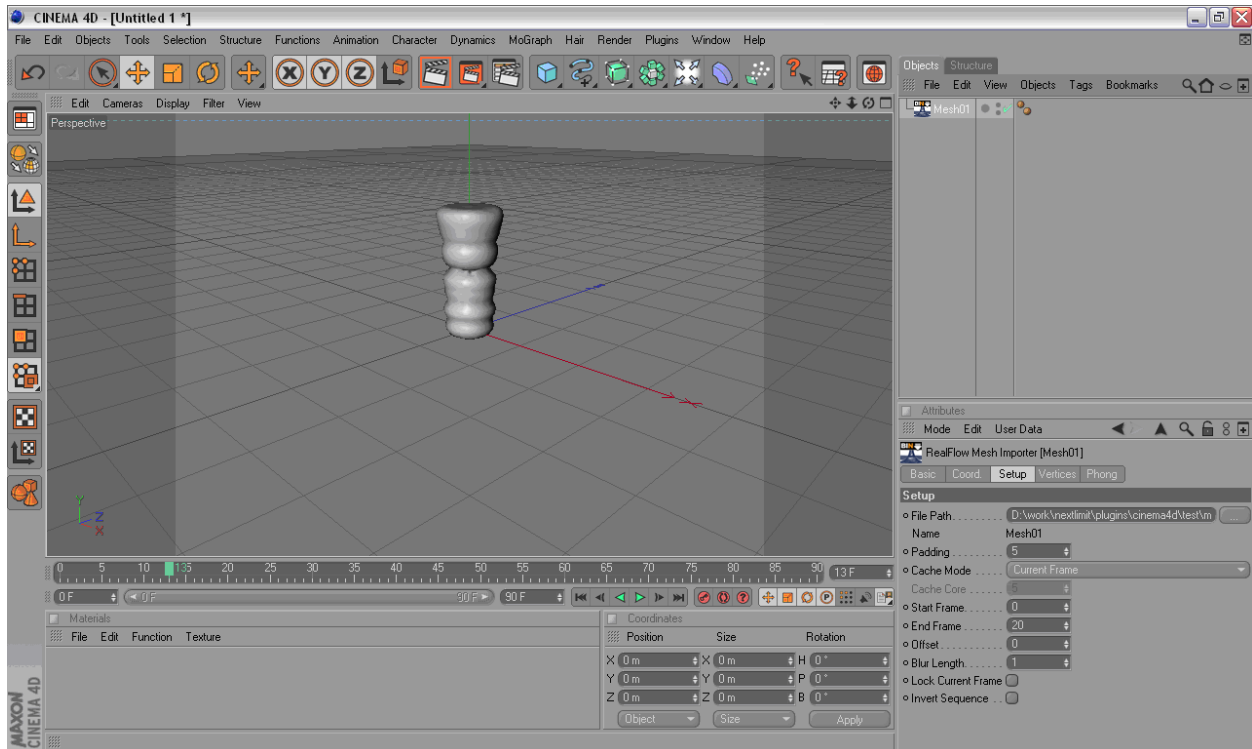 CINEMA 4D - [Untitled 1 *]
File Edit Objects Tools Selection Structure Functions Animation Character Dynamics MoGraph Hair Render Plugins Window Help
X Y Z
Edit Cameras Display Filter View
Perspective
Y
Z
X
0 5 10 135 20 25 30 35 40 45 50 55 60 65 70 75 80 85 90 13 F
0 F 0 F 90 F 90 F
Materials
File Edit Function Texture
Coordinates
Position Size Rotation
X 0 m X 0 m H 0 °
Y 0 m Y 0 m P 0 °
Z 0 m Z 0 m B 0 °
Object Size Apply
MAXON
CINEMA 4D
Objects Structure
File Edit View Objects Tags Bookmarks
Mesh01
Attributes
Mode Edit User Data
RealFlow Mesh Importer [Mesh01]
Basic Coord. Setup Vertices Phong
Setup
File Path. . . . . . . . D:\work\nextlimit\plugins\cinema4d\test\m ...
Name Mesh01
Padding . . . . . . . . 5
Cache Mode . . . . . Current Frame
Cache Core . . . . . 5
Start Frame. . . . . . 0
End Frame . . . . . . 20
Offset. . . . . . . . . . 0
Blur Length. . . . . . 1
Lock Current Frame
Invert Sequence . .